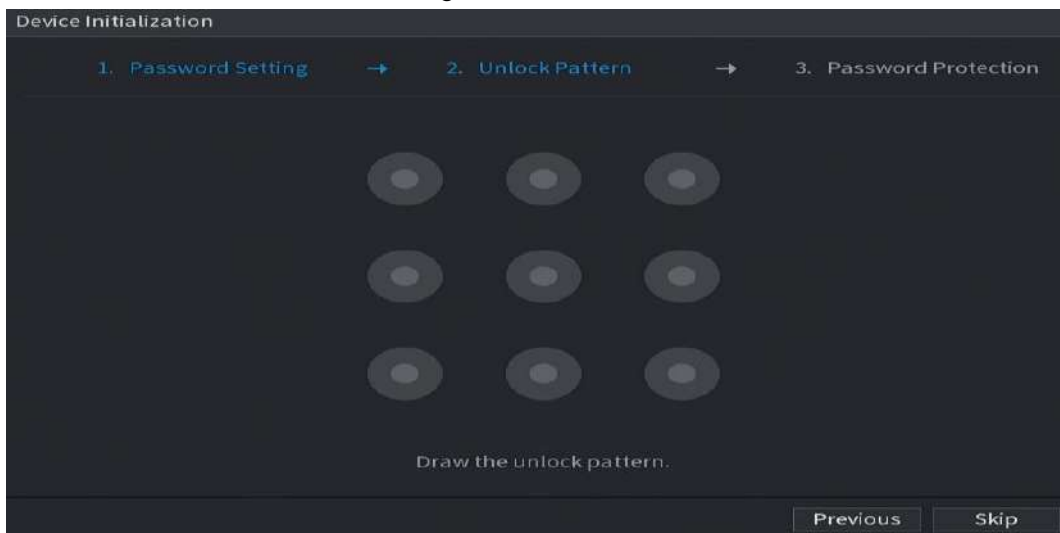 Device Initialization
1. Password Setting → 2. Unlock Pattern → 3. Password Protection
Draw the unlock pattern.
Previous Skip